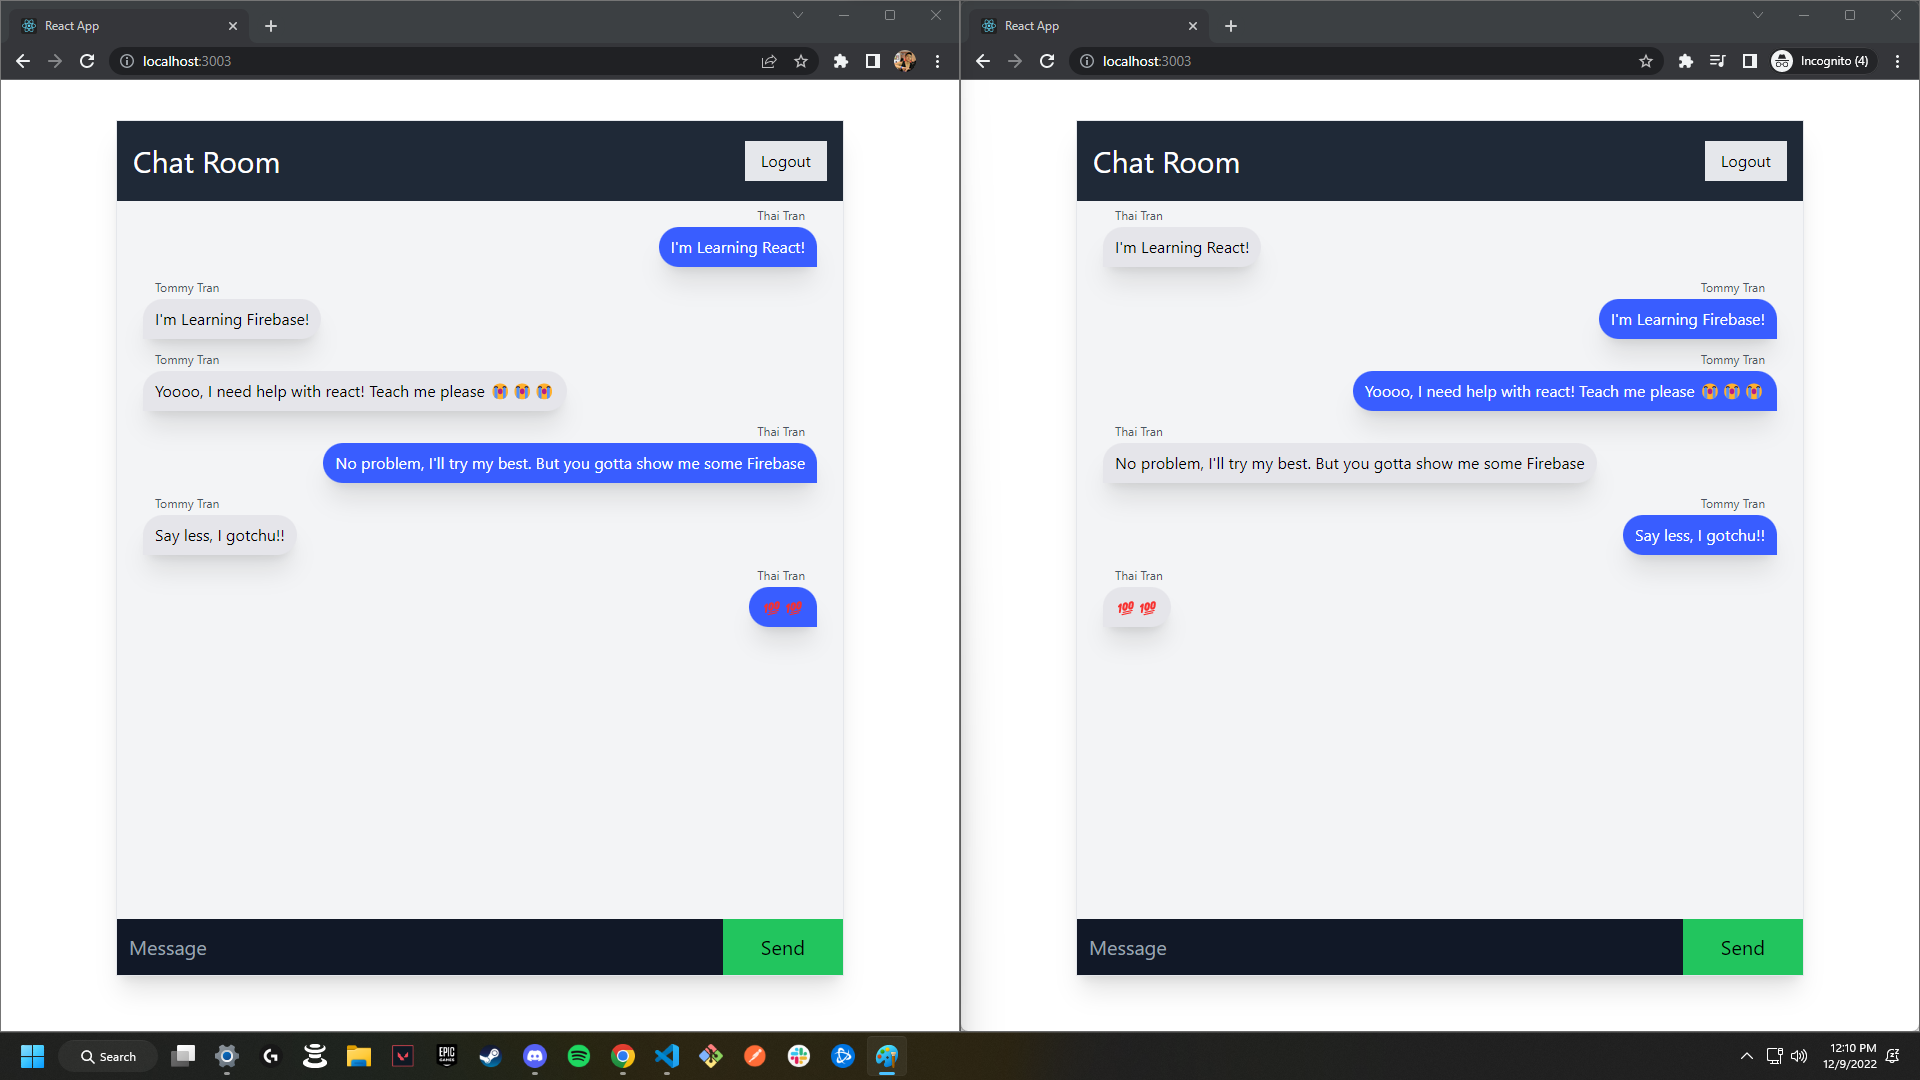 React App
localhost:3003
Chat Room
Logout
Thai Tran
I'm Learning React!
Tommy Tran
I'm Learning Firebase!
Tommy Tran
Yoooo, I need help with react! Teach me please 😭 😭 😭
Thai Tran
No problem, I'll try my best. But you gotta show me some Firebase
Tommy Tran
Say less, I gotchu!!
Thai Tran
💯 💯
Message
Send
React App
localhost:3003
Incognito (4)
Chat Room
Logout
Thai Tran
I'm Learning React!
Tommy Tran
I'm Learning Firebase!
Tommy Tran
Yoooo, I need help with react! Teach me please 😭 😭 😭
Thai Tran
No problem, I'll try my best. But you gotta show me some Firebase
Tommy Tran
Say less, I gotchu!!
Thai Tran
💯 💯
Message
Send
Search
EPIC
GAMES
12:10 PM
12/9/2022